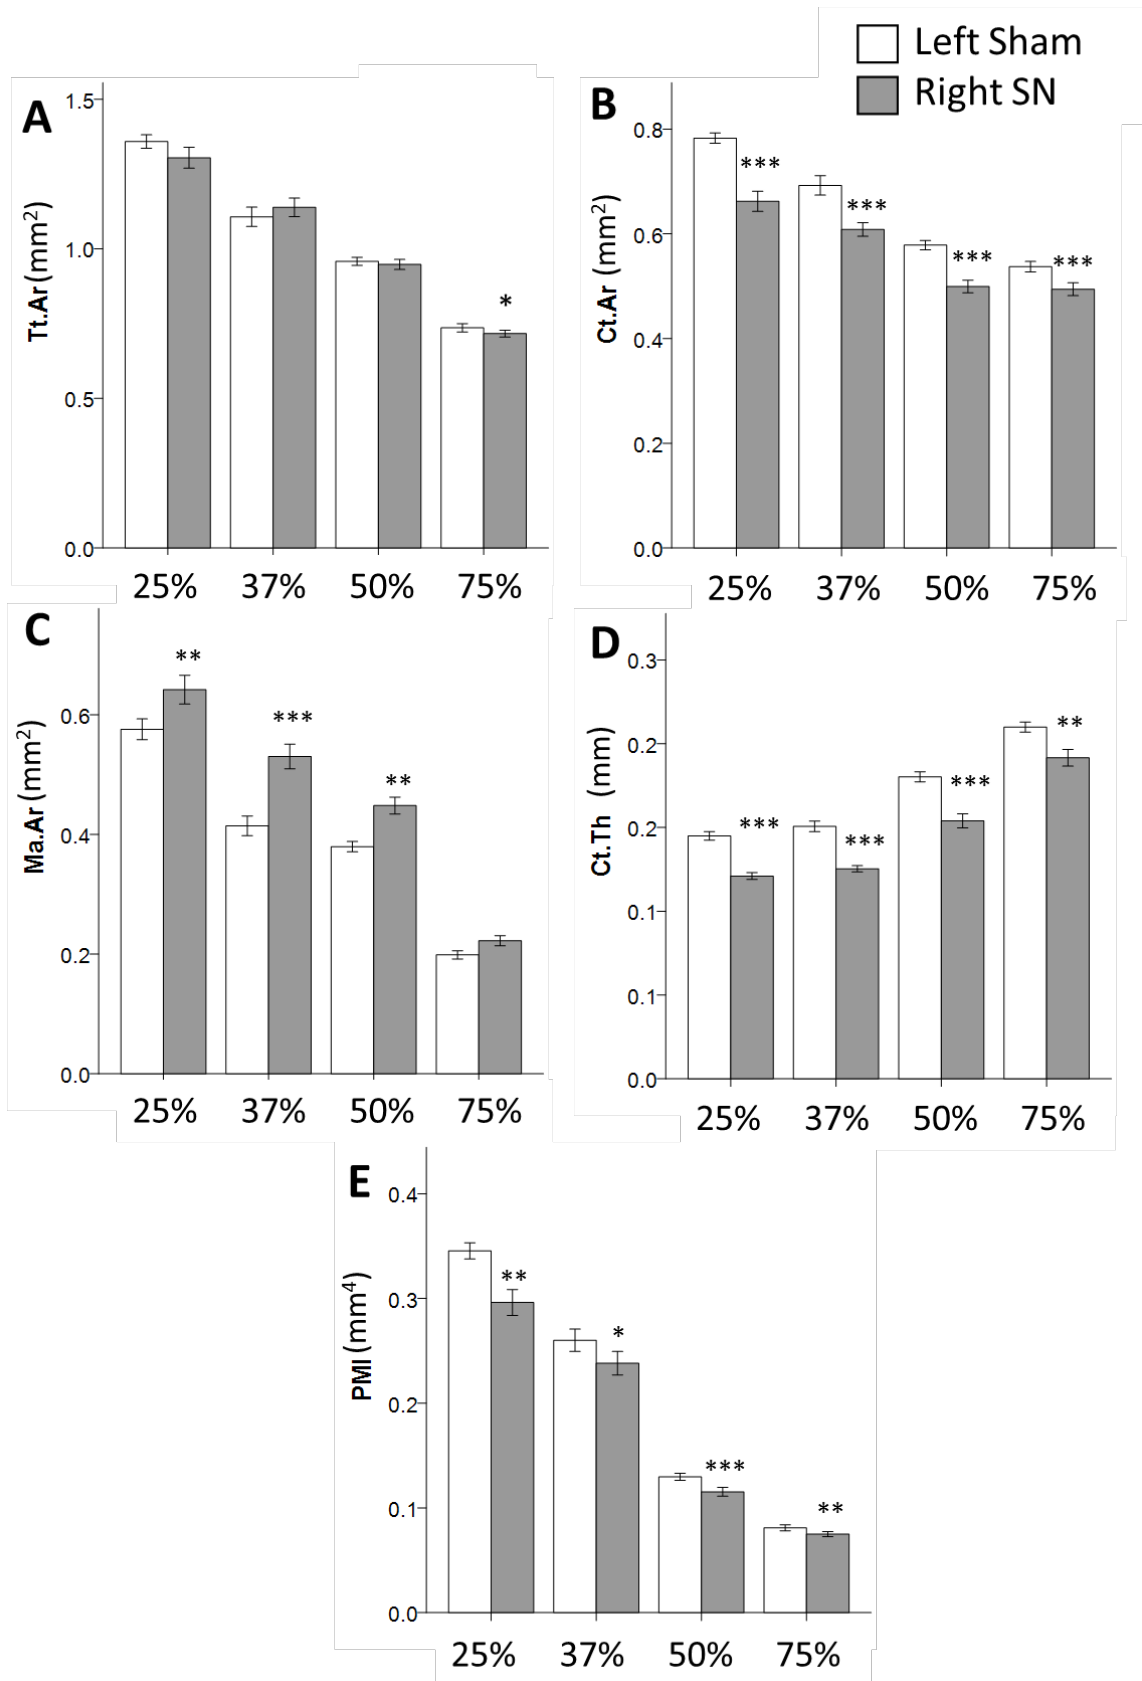 Left Sham
Right SN
A
Tt.Ar (mm²)
1.5
1.0
0.5
0.0
*
25% 37% 50% 75%
B
Ct.Ar (mm²)
0.8
0.6
0.4
0.2
0.0
*** *** *** ***
25% 37% 50% 75%
C
Ma.Ar (mm²)
0.6
0.4
0.2
0.0
** *** **
25% 37% 50% 75%
D
Ct.Th (mm)
0.3
0.2
0.2
0.1
0.1
0.0
*** *** *** **
25% 37% 50% 75%
E
PMI (mm⁴)
0.4
0.3
0.2
0.1
0.0
** * *** **
25% 37% 50% 75%